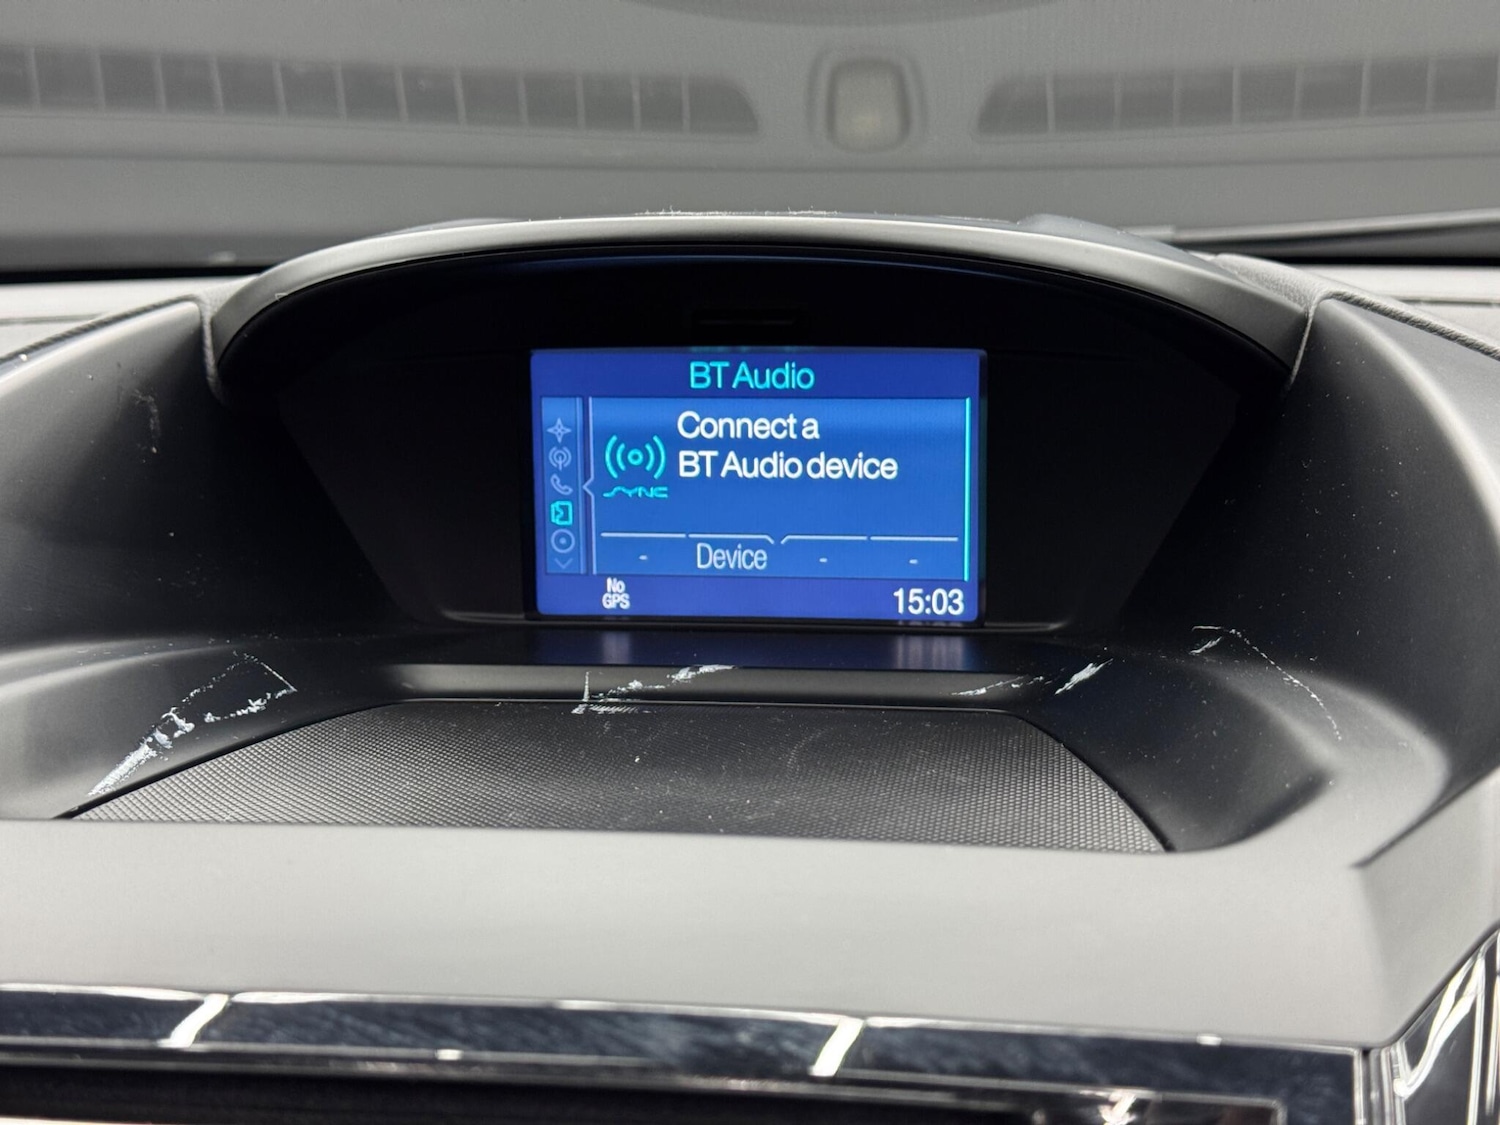 BT Audio
Connect a
BT Audio device
SYNC
- Device - -
No
GPS
15:03